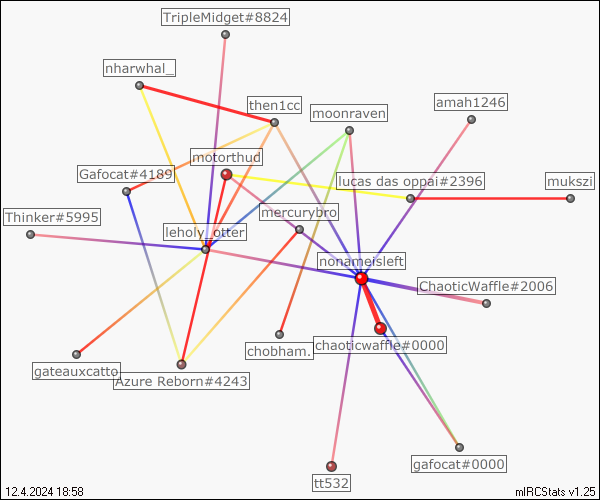 TripleMidget#8824
nharwhal_
then1cc
moonraven
amah1246
motorthud
Gafocat#4189
lucas das oppai#2396
mukszi
Thinker#5995
mercurybro
leholy_otter
nonameisleft
ChaoticWaffle#2006
chobham.
chaoticwaffle#0000
gateauxcatto
Azure Reborn#4243
gafocat#0000
tt532
12.4.2024 18:58
mIRCStats v1.25